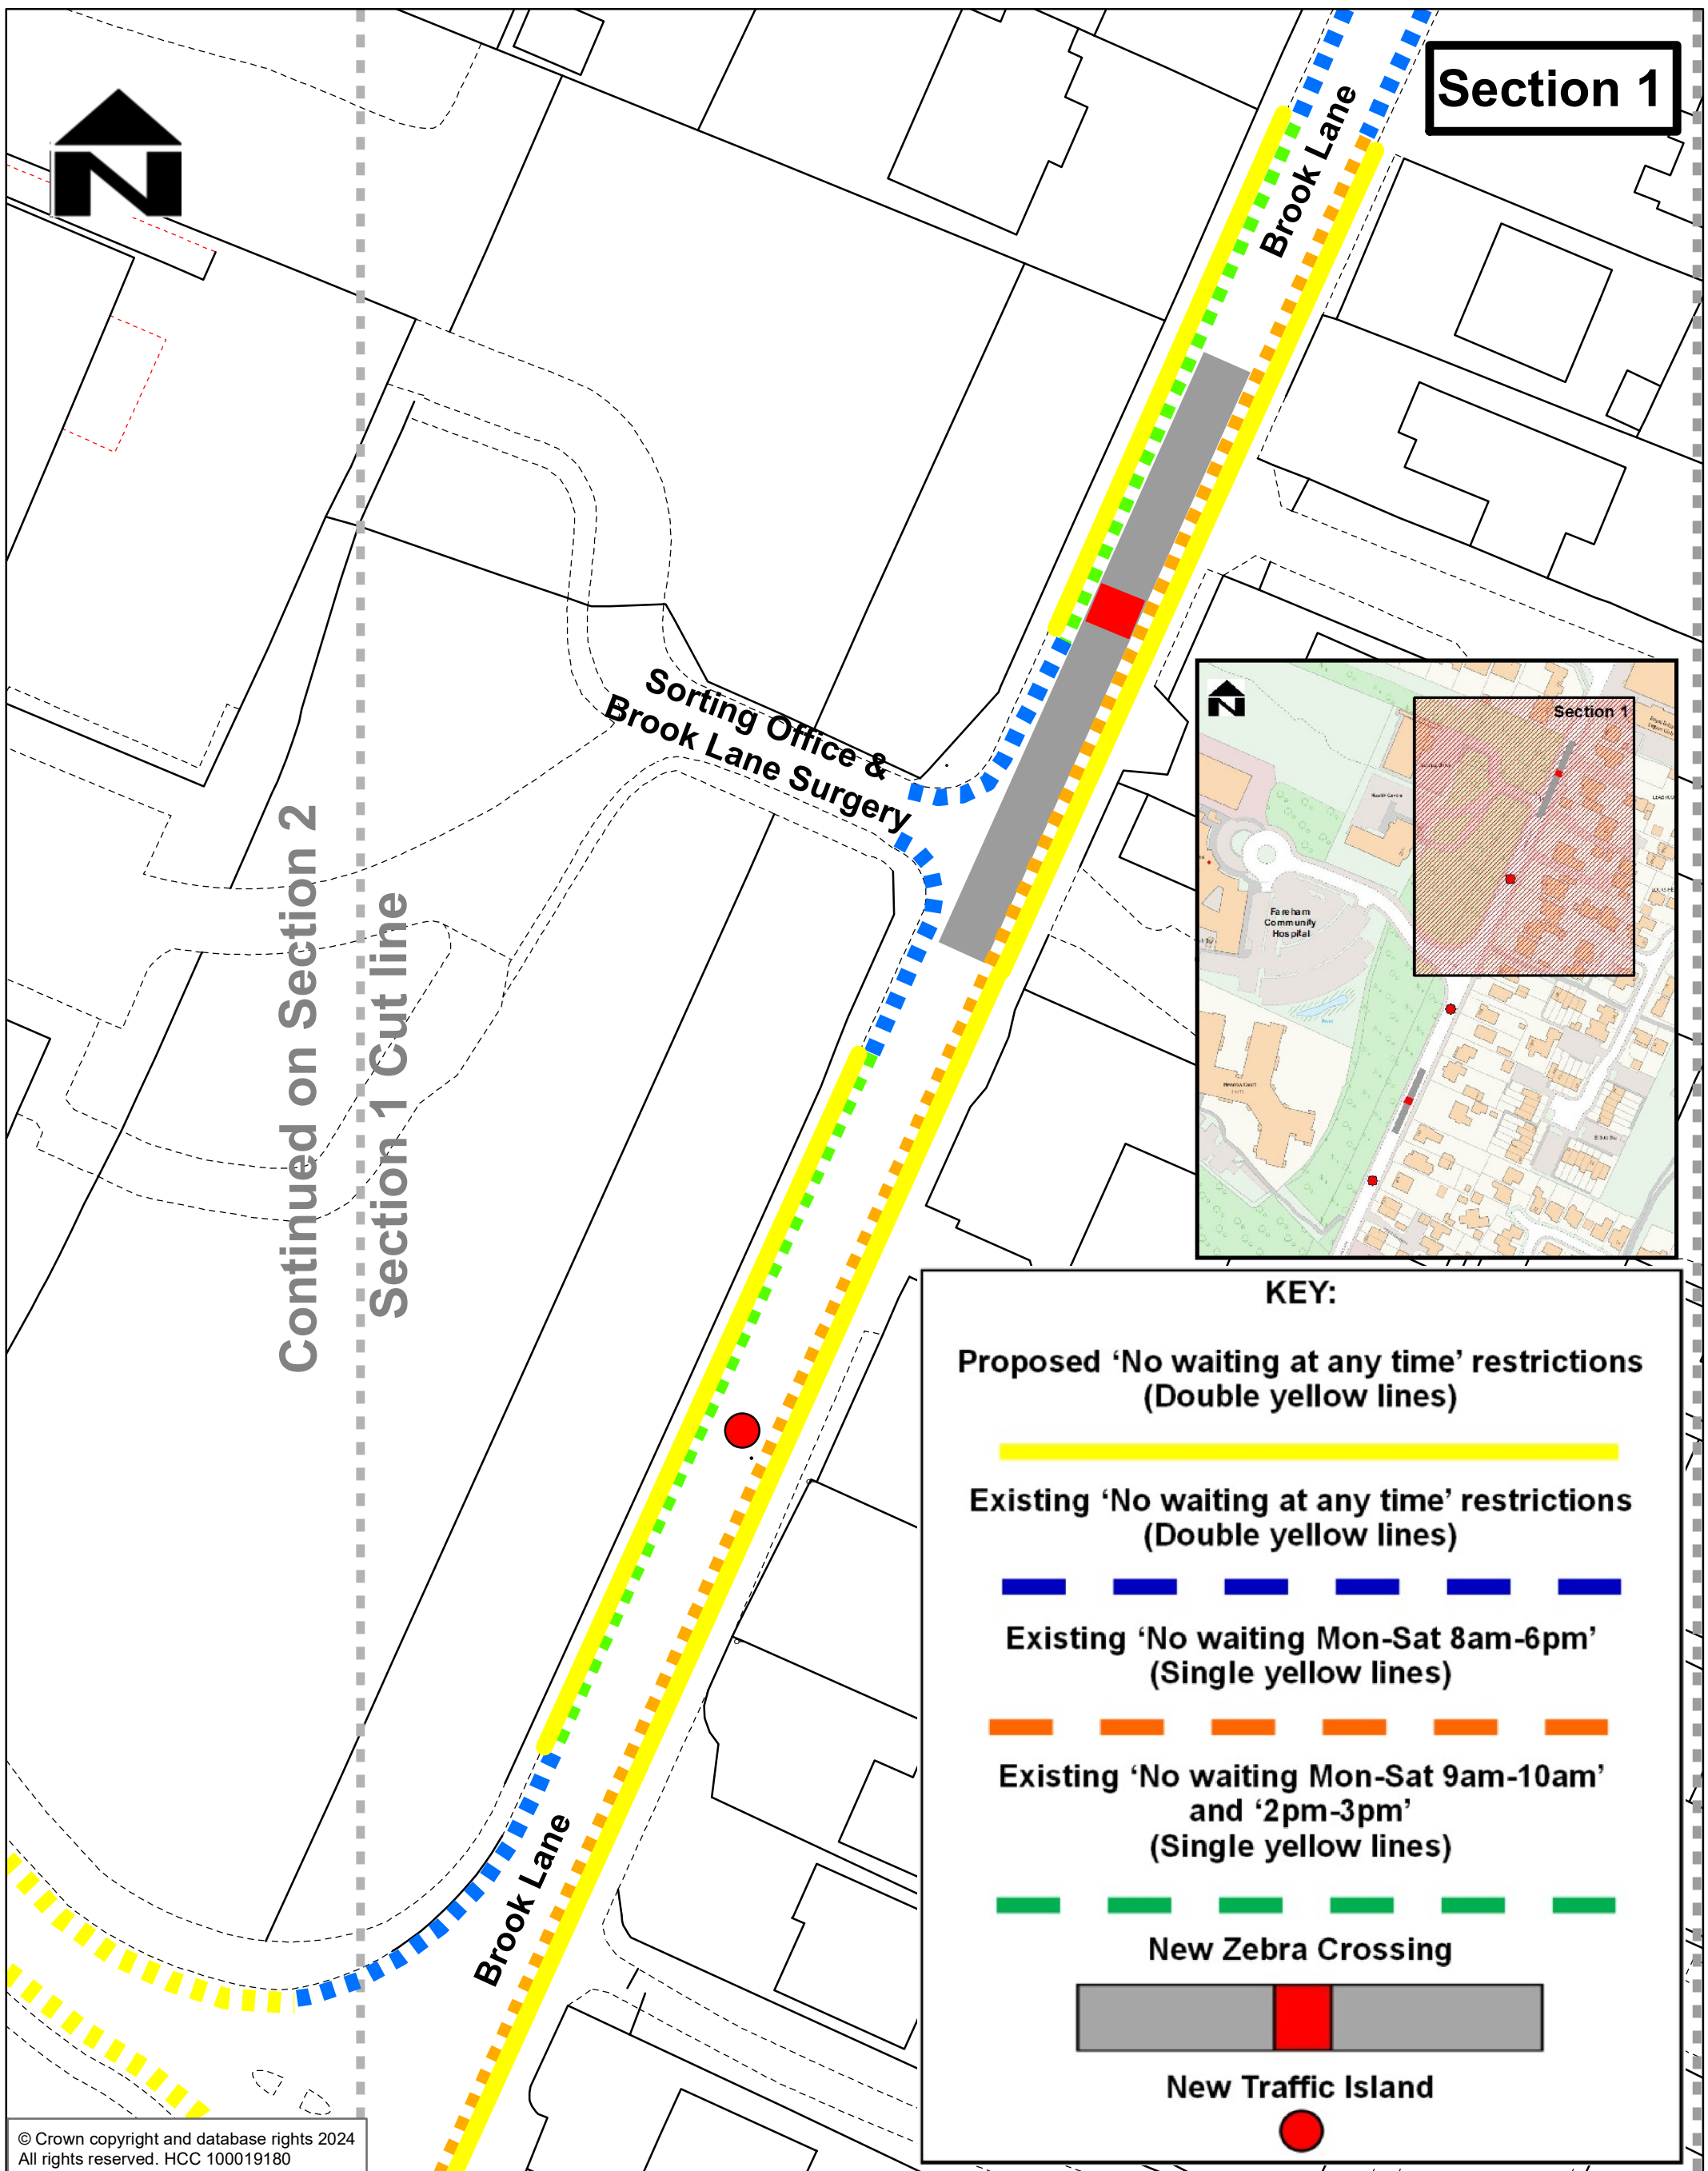 Section 1
N
Brook Lane
Sorting Office &
Brook Lane Surgery
Continued on Section 2
Section 1 Cut line
Brook Lane
N
Section 1
Health Centre
Fareham
Community
Hospital
KEY:
Proposed ‘No waiting at any time’ restrictions
(Double yellow lines)
Existing ‘No waiting at any time’ restrictions
(Double yellow lines)
Existing ‘No waiting Mon-Sat 8am-6pm’
(Single yellow lines)
Existing ‘No waiting Mon-Sat 9am-10am’
and ‘2pm-3pm’
(Single yellow lines)
New Zebra Crossing
New Traffic Island
© Crown copyright and database rights 2024
All rights reserved. HCC 100019180